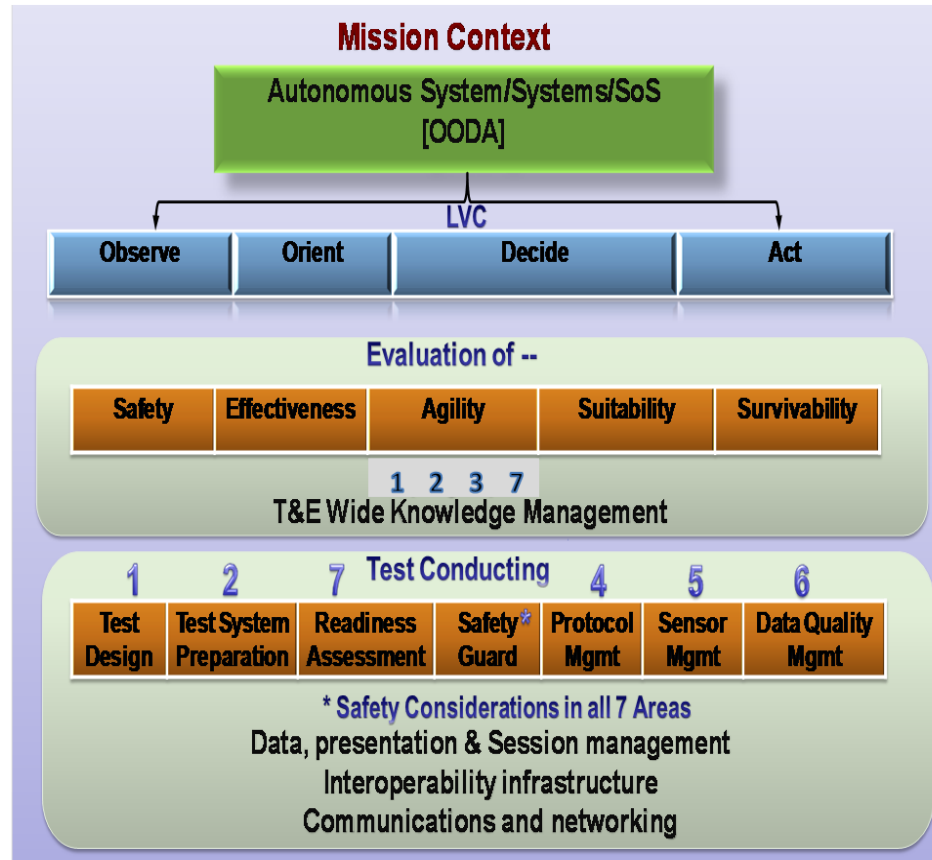 Mission Context
Autonomous System/Systems/SoS
[OODA]
LVC
Observe Orient Decide Act
Evaluation of --
Safety Effectiveness Agility Suitability Survivability
1 2 3 7
T&E Wide Knowledge Management
1 2 7 Test Conducting 4 5 6
Test Design
Test System Preparation
Readiness Assessment
Safety* Guard
Protocol Mgmt
Sensor Mgmt
Data Quality Mgmt
* Safety Considerations in all 7 Areas
Data, presentation & Session management
Interoperability infrastructure
Communications and networking